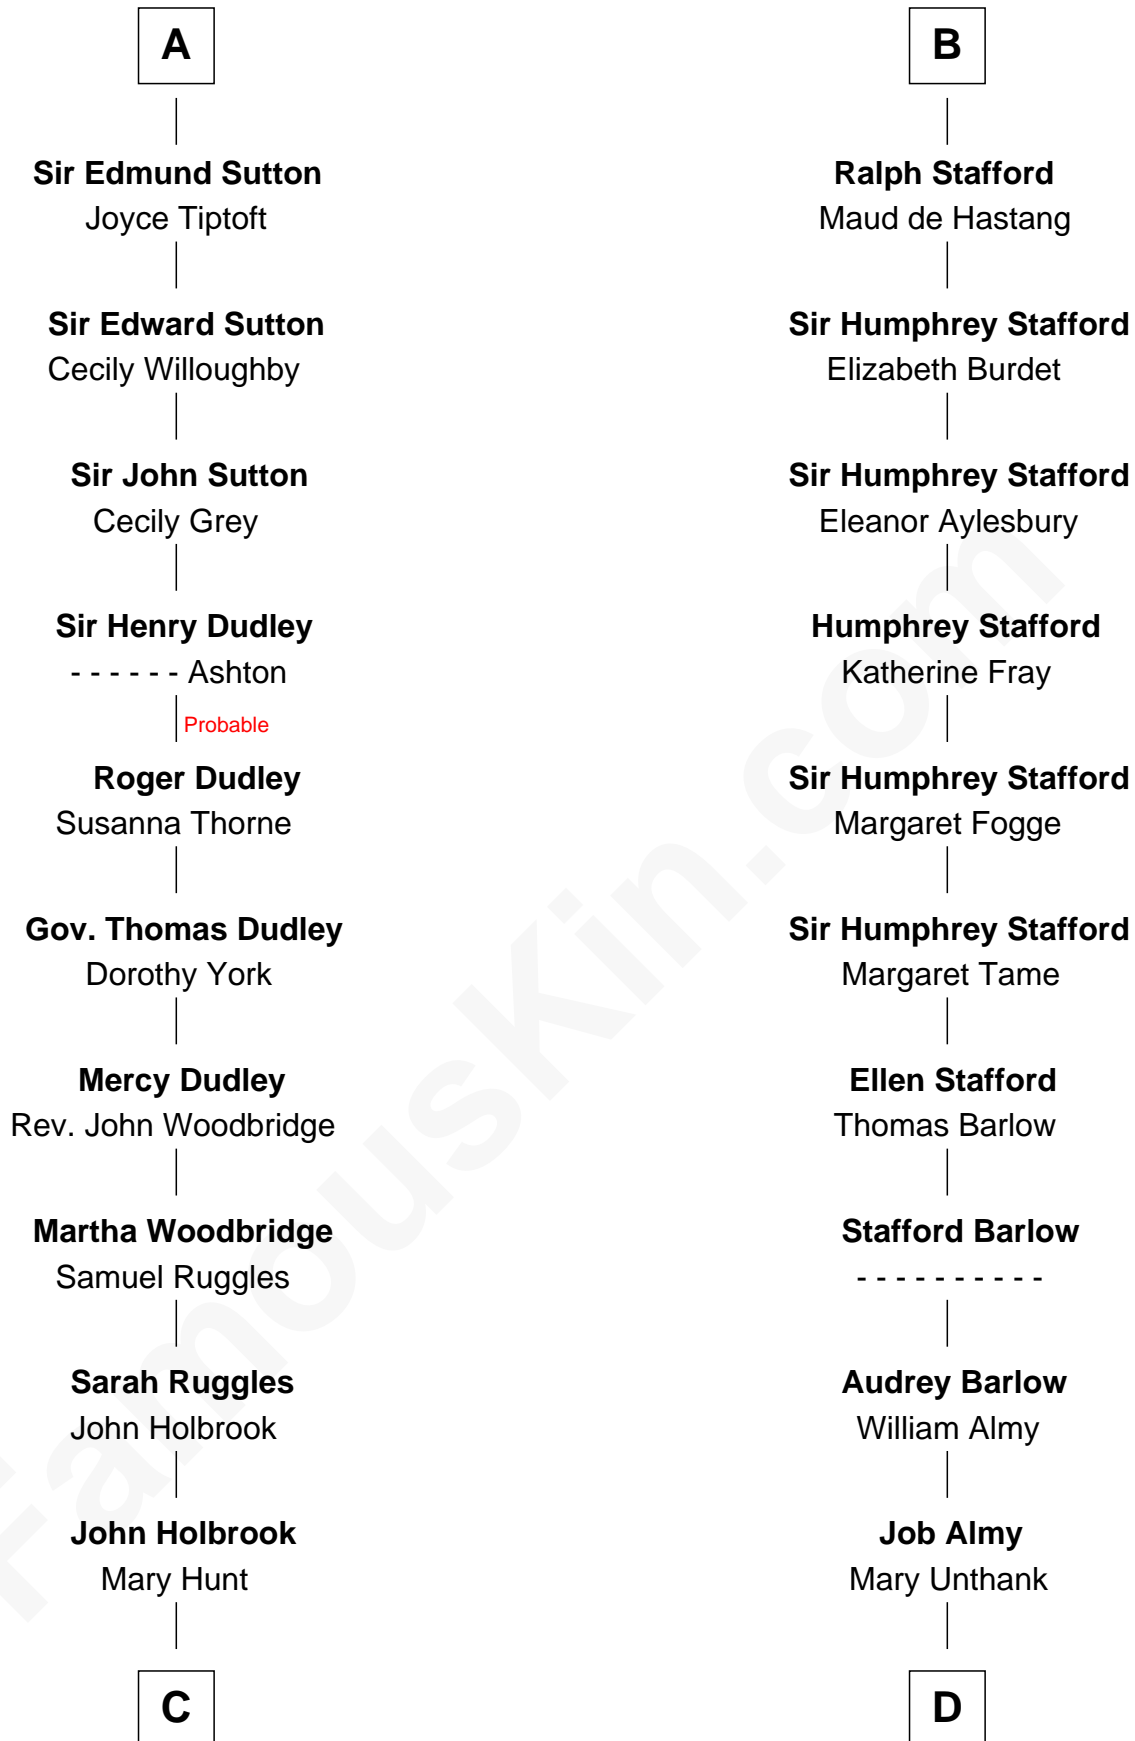 A
Sir Edmund Sutton
Joyce Tiptoft
Sir Edward Sutton
Cecily Willoughby
Sir John Sutton
Cecily Grey
Sir Henry Dudley
- - - - - - Ashton
Probable
Roger Dudley
Susanna Thorne
Gov. Thomas Dudley
Dorothy York
Mercy Dudley
Rev. John Woodbridge
Martha Woodbridge
Samuel Ruggles
Sarah Ruggles
John Holbrook
John Holbrook
Mary Hunt
C
B
Ralph Stafford
Maud de Hastang
Sir Humphrey Stafford
Elizabeth Burdet
Sir Humphrey Stafford
Eleanor Aylesbury
Humphrey Stafford
Katherine Fray
Sir Humphrey Stafford
Margaret Fogge
Sir Humphrey Stafford
Margaret Tame
Ellen Stafford
Thomas Barlow
Stafford Barlow
- - - - - - - - - -
Audrey Barlow
William Almy
Job Almy
Mary Unthank
D
FamousKin.com